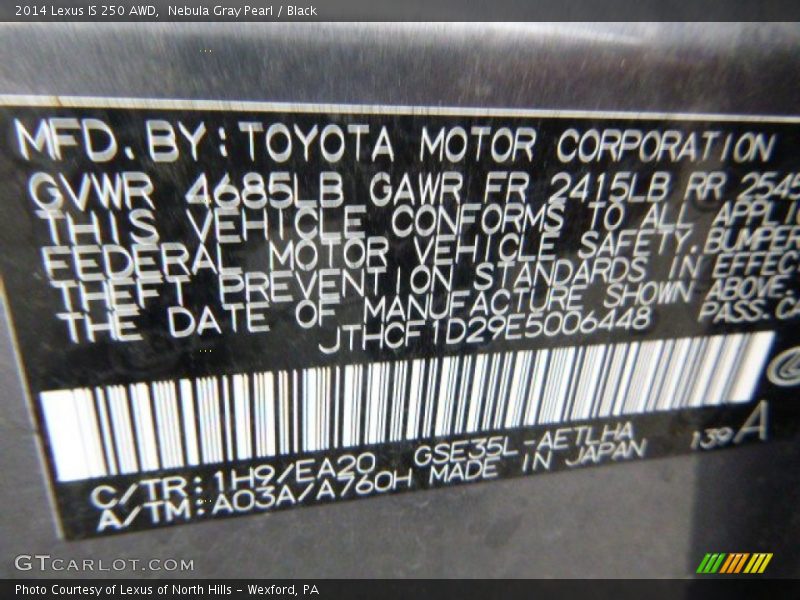 2014 Lexus IS 250 AWD,  Nebula Gray Pearl / Black
MFD. BY: TOYOTA MOTOR CORPORATION
GVWR 4685LB GAWR FR 2415LB RR 2545
THIS VEHICLE CONFORMS TO ALL APPLIC
FEDERAL MOTOR VEHICLE SAFETY, BUMPER
THEFT PREVENTION STANDARDS IN EFFECT
THE DATE OF MANUFACTURE SHOWN ABOVE.
JTHCF1D29E5006448 PASS. CA
C/TR: 1H9/EA20 GSE35L-AETLHA 139A
A/TM: A03A/A760H MADE IN JAPAN
GTCARLOT.COM
Photo Courtesy of Lexus of North Hills - Wexford, PA